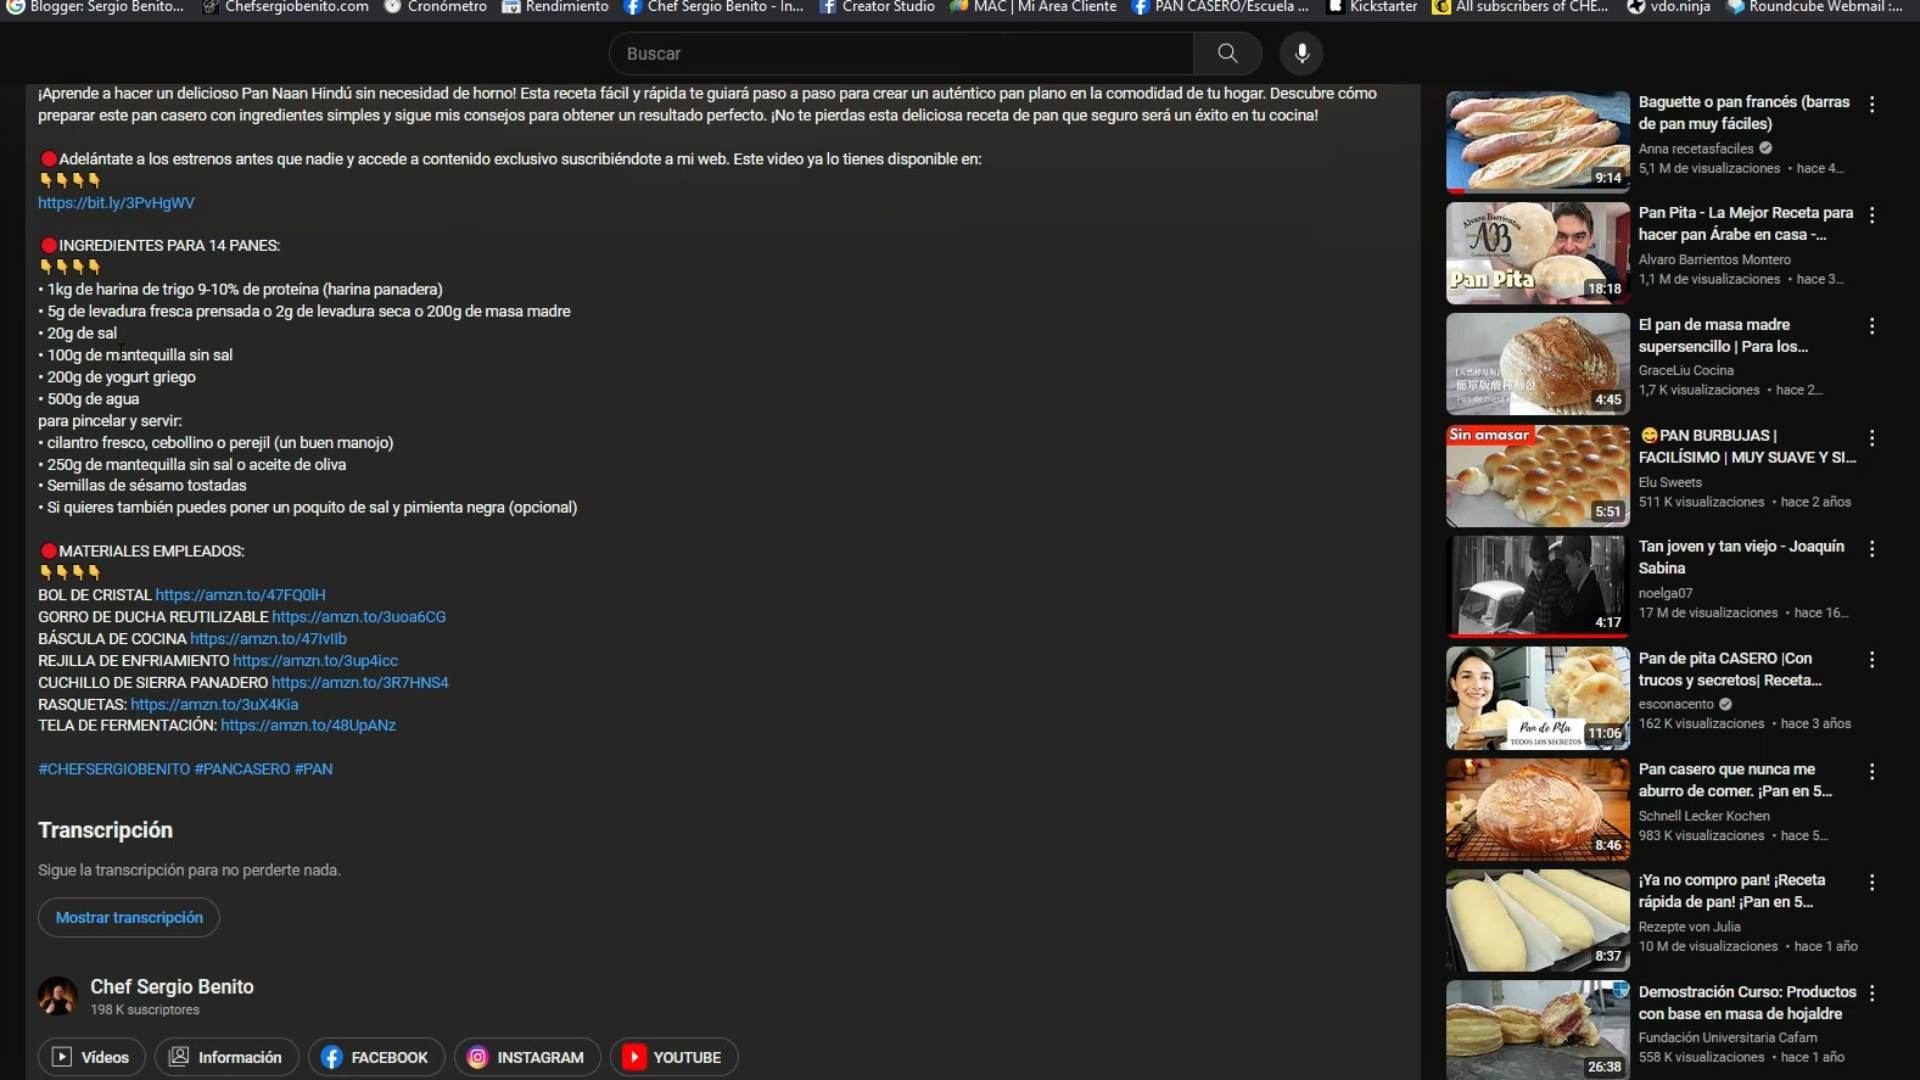 Blogger: Sergio Benito...
Chefsergiobenito.com
Cronómetro
Rendimiento
Chef Sergio Benito - In...
Creator Studio
MAC | Mi Área Cliente
PAN CASERO/Escuela ...
Kickstarter
All subscribers of CHE...
vdo.ninja
Roundcube Webmail :...
Buscar
¡Aprende a hacer un delicioso Pan Naan Hindú sin necesidad de horno! Esta receta fácil y rápida te guiará paso a paso para crear un auténtico pan plano en la comodidad de tu hogar. Descubre cómo
preparar este pan casero con ingredientes simples y sigue mis consejos para obtener un resultado perfecto. ¡No te pierdas esta deliciosa receta de pan que seguro será un éxito en tu cocina!
🔴Adelántate a los estrenos antes que nadie y accede a contenido exclusivo suscribiéndote a mi web. Este video ya lo tienes disponible en:
👇👇👇👇
https://bit.ly/3PvHgWV
🔴INGREDIENTES PARA 14 PANES:
👇👇👇👇
• 1kg de harina de trigo 9-10% de proteína (harina panadera)
• 5g de levadura fresca prensada o 2g de levadura seca o 200g de masa madre
• 20g de sal
• 100g de mantequilla sin sal
• 200g de yogurt griego
• 500g de agua
para pincelar y servir:
• cilantro fresco, cebollino o perejil (un buen manojo)
• 250g de mantequilla sin sal o aceite de oliva
• Semillas de sésamo tostadas
• Si quieres también puedes poner un poquito de sal y pimienta negra (opcional)
🔴MATERIALES EMPLEADOS:
👇👇👇👇
BOL DE CRISTAL https://amzn.to/47FQ0lH
GORRO DE DUCHA REUTILIZABLE https://amzn.to/3uoa6CG
BÁSCULA DE COCINA https://amzn.to/47IvIlb
REJILLA DE ENFRIAMIENTO https://amzn.to/3up4icc
CUCHILLO DE SIERRA PANADERO https://amzn.to/3R7HNS4
RASQUETAS: https://amzn.to/3uX4Kia
TELA DE FERMENTACIÓN: https://amzn.to/48UpANz
#CHEFSERGIOBENITO #PANCASERO #PAN
Transcripción
Sigue la transcripción para no perderte nada.
Mostrar transcripción
Chef Sergio Benito
198 K suscriptores
Vídeos
Información
FACEBOOK
INSTAGRAM
YOUTUBE
9:14
Baguette o pan francés (barras
de pan muy fáciles)
Anna recetasfaciles
5,1 M de visualizaciones • hace 4...
Alvaro Barrientos
AB
Pan Pita
18:18
Pan Pita - La Mejor Receta para
hacer pan Árabe en casa -...
Alvaro Barrientos Montero
1,1 M de visualizaciones • hace 3...
簡單版酸種麵包
4:45
El pan de masa madre
supersencillo | Para los...
GraceLiu Cocina
1,7 K visualizaciones • hace 2...
Sin amasar
5:51
😋PAN BURBUJAS |
FACILÍSIMO | MUY SUAVE Y SI...
Elu Sweets
511 K visualizaciones • hace 2 años
4:17
Tan joven y tan viejo - Joaquín
Sabina
noelga07
17 M de visualizaciones • hace 16...
Pan de Pita
TODOS LOS SECRETOS
11:06
Pan de pita CASERO |Con
trucos y secretos| Receta...
esconacento
162 K visualizaciones • hace 3 años
8:46
Pan casero que nunca me
aburro de comer. ¡Pan en 5...
Schnell Lecker Kochen
983 K visualizaciones • hace 5...
8:37
¡Ya no compro pan! ¡Receta
rápida de pan! ¡Pan en 5...
Rezepte von Julia
10 M de visualizaciones • hace 1 año
26:38
Demostración Curso: Productos
con base en masa de hojaldre
Fundación Universitaria Cafam
558 K visualizaciones • hace 1 año